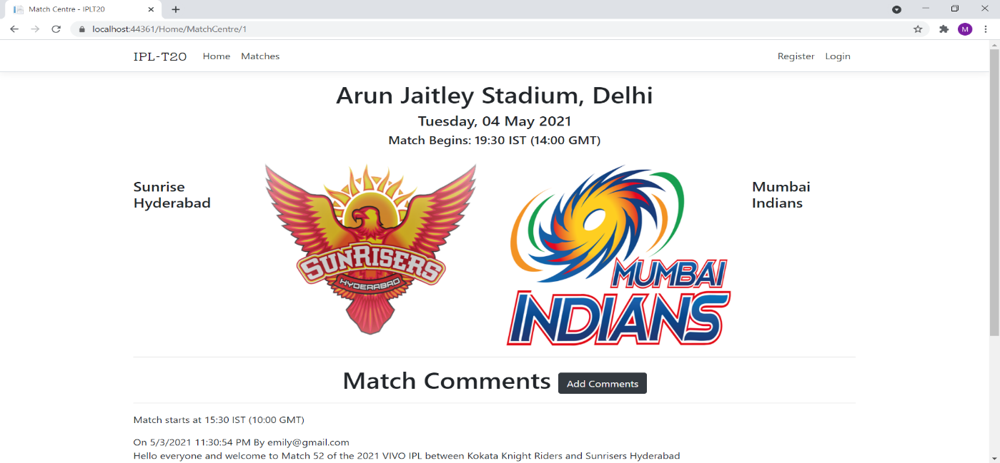 Match Centre - IPLT20
localhost:44361/Home/MatchCentre/1
M
IPL-T20 Home Matches Register Login
Arun Jaitley Stadium, Delhi
Tuesday, 04 May 2021
Match Begins: 19:30 IST (14:00 GMT)
Sunrise
Hyderabad
SUNRISERS
HYDERABAD
MUMBAI
INDIANS
Mumbai
Indians
Match Comments Add Comments
Match starts at 15:30 IST (10:00 GMT)
On 5/3/2021 11:30:54 PM By emily@gmail.com
Hello everyone and welcome to Match 52 of the 2021 VIVO IPL between Kokata Knight Riders and Sunrisers Hyderabad